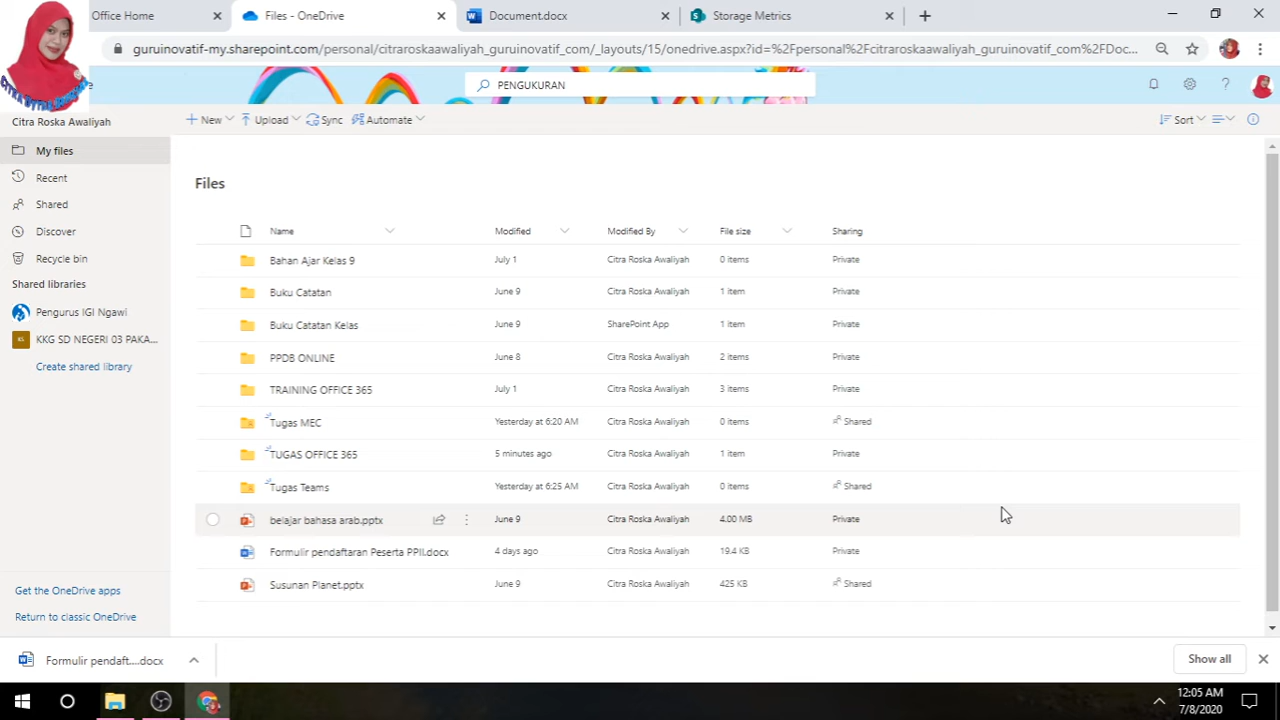 Office Home
Files - OneDrive
Document.docx
Storage Metrics
guruinovatif-my.sharepoint.com/personal/citraroskaawaliyah_guruinovatif_com/_layouts/15/onedrive.aspx?id=%2Fpersonal%2Fcitraroskaawaliyah_guruinovatif_com%2FDoc...
PENGUKURAN
Citra Roska Awaliyah
New
Upload
Sync
Automate
Sort
My files
Recent
Shared
Discover
Recycle bin
Shared libraries
Pengurus IGI Ngawi
KKG SD NEGERI 03 PAKA...
Create shared library
Get the OneDrive apps
Return to classic OneDrive
Files
Name Modified Modified By File size Sharing
Bahan Ajar Kelas 9 July 1 Citra Roska Awaliyah 0 items Private
Buku Catatan June 9 Citra Roska Awaliyah 1 item Private
Buku Catatan Kelas June 9 SharePoint App 1 item Private
PPDB ONLINE June 8 Citra Roska Awaliyah 2 items Private
TRAINING OFFICE 365 July 1 Citra Roska Awaliyah 3 items Private
Tugas MEC Yesterday at 6:20 AM Citra Roska Awaliyah 0 items Shared
TUGAS OFFICE 365 5 minutes ago Citra Roska Awaliyah 1 item Private
Tugas Teams Yesterday at 6:25 AM Citra Roska Awaliyah 0 items Shared
belajar bahasa arab.pptx June 9 Citra Roska Awaliyah 4.00 MB Private
Formulir pendaftaran Peserta PPII.docx 4 days ago Citra Roska Awaliyah 19.4 KB Private
Susunan Planet.pptx June 9 Citra Roska Awaliyah 425 KB Shared
Formulir pendaft....docx
Show all
12:05 AM
7/8/2020